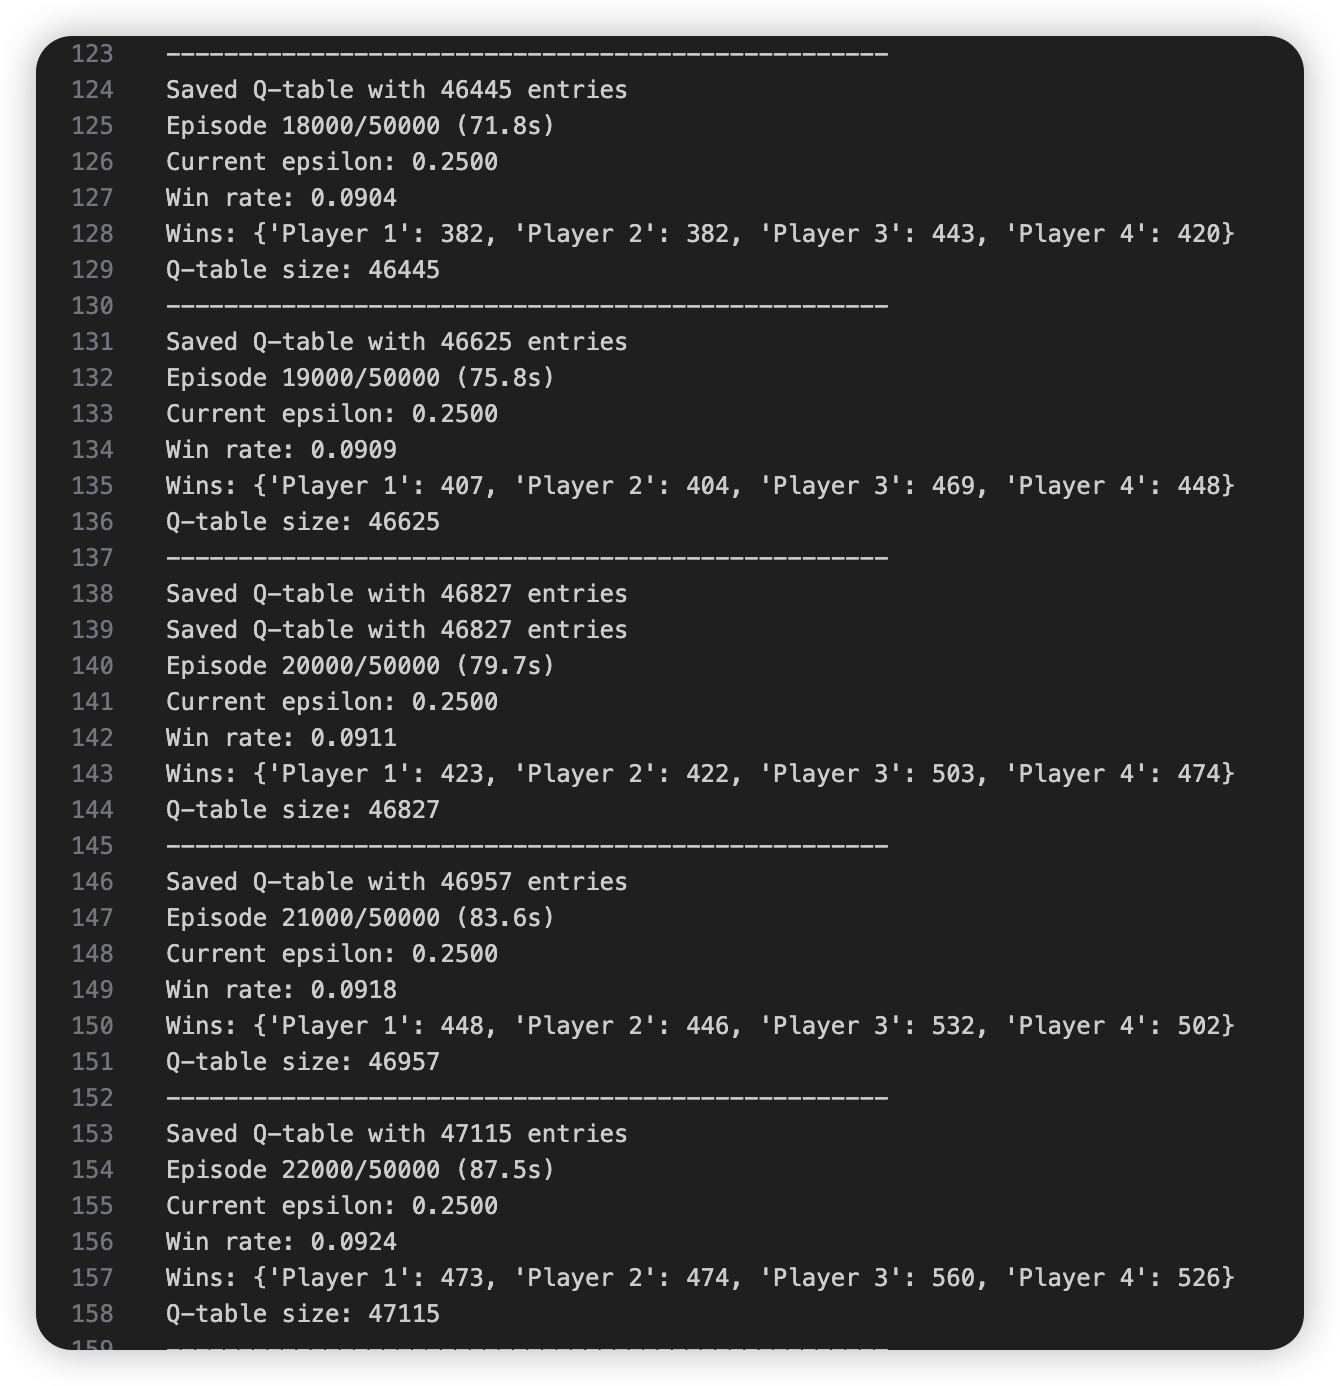 123 --------------------------------------------------
124 Saved Q-table with 46445 entries
125 Episode 18000/50000 (71.8s)
126 Current epsilon: 0.2500
127 Win rate: 0.0904
128 Wins: {'Player 1': 382, 'Player 2': 382, 'Player 3': 443, 'Player 4': 420}
129 Q-table size: 46445
130 --------------------------------------------------
131 Saved Q-table with 46625 entries
132 Episode 19000/50000 (75.8s)
133 Current epsilon: 0.2500
134 Win rate: 0.0909
135 Wins: {'Player 1': 407, 'Player 2': 404, 'Player 3': 469, 'Player 4': 448}
136 Q-table size: 46625
137 --------------------------------------------------
138 Saved Q-table with 46827 entries
139 Saved Q-table with 46827 entries
140 Episode 20000/50000 (79.7s)
141 Current epsilon: 0.2500
142 Win rate: 0.0911
143 Wins: {'Player 1': 423, 'Player 2': 422, 'Player 3': 503, 'Player 4': 474}
144 Q-table size: 46827
145 --------------------------------------------------
146 Saved Q-table with 46957 entries
147 Episode 21000/50000 (83.6s)
148 Current epsilon: 0.2500
149 Win rate: 0.0918
150 Wins: {'Player 1': 448, 'Player 2': 446, 'Player 3': 532, 'Player 4': 502}
151 Q-table size: 46957
152 --------------------------------------------------
153 Saved Q-table with 47115 entries
154 Episode 22000/50000 (87.5s)
155 Current epsilon: 0.2500
156 Win rate: 0.0924
157 Wins: {'Player 1': 473, 'Player 2': 474, 'Player 3': 560, 'Player 4': 526}
158 Q-table size: 47115
159 --------------------------------------------------